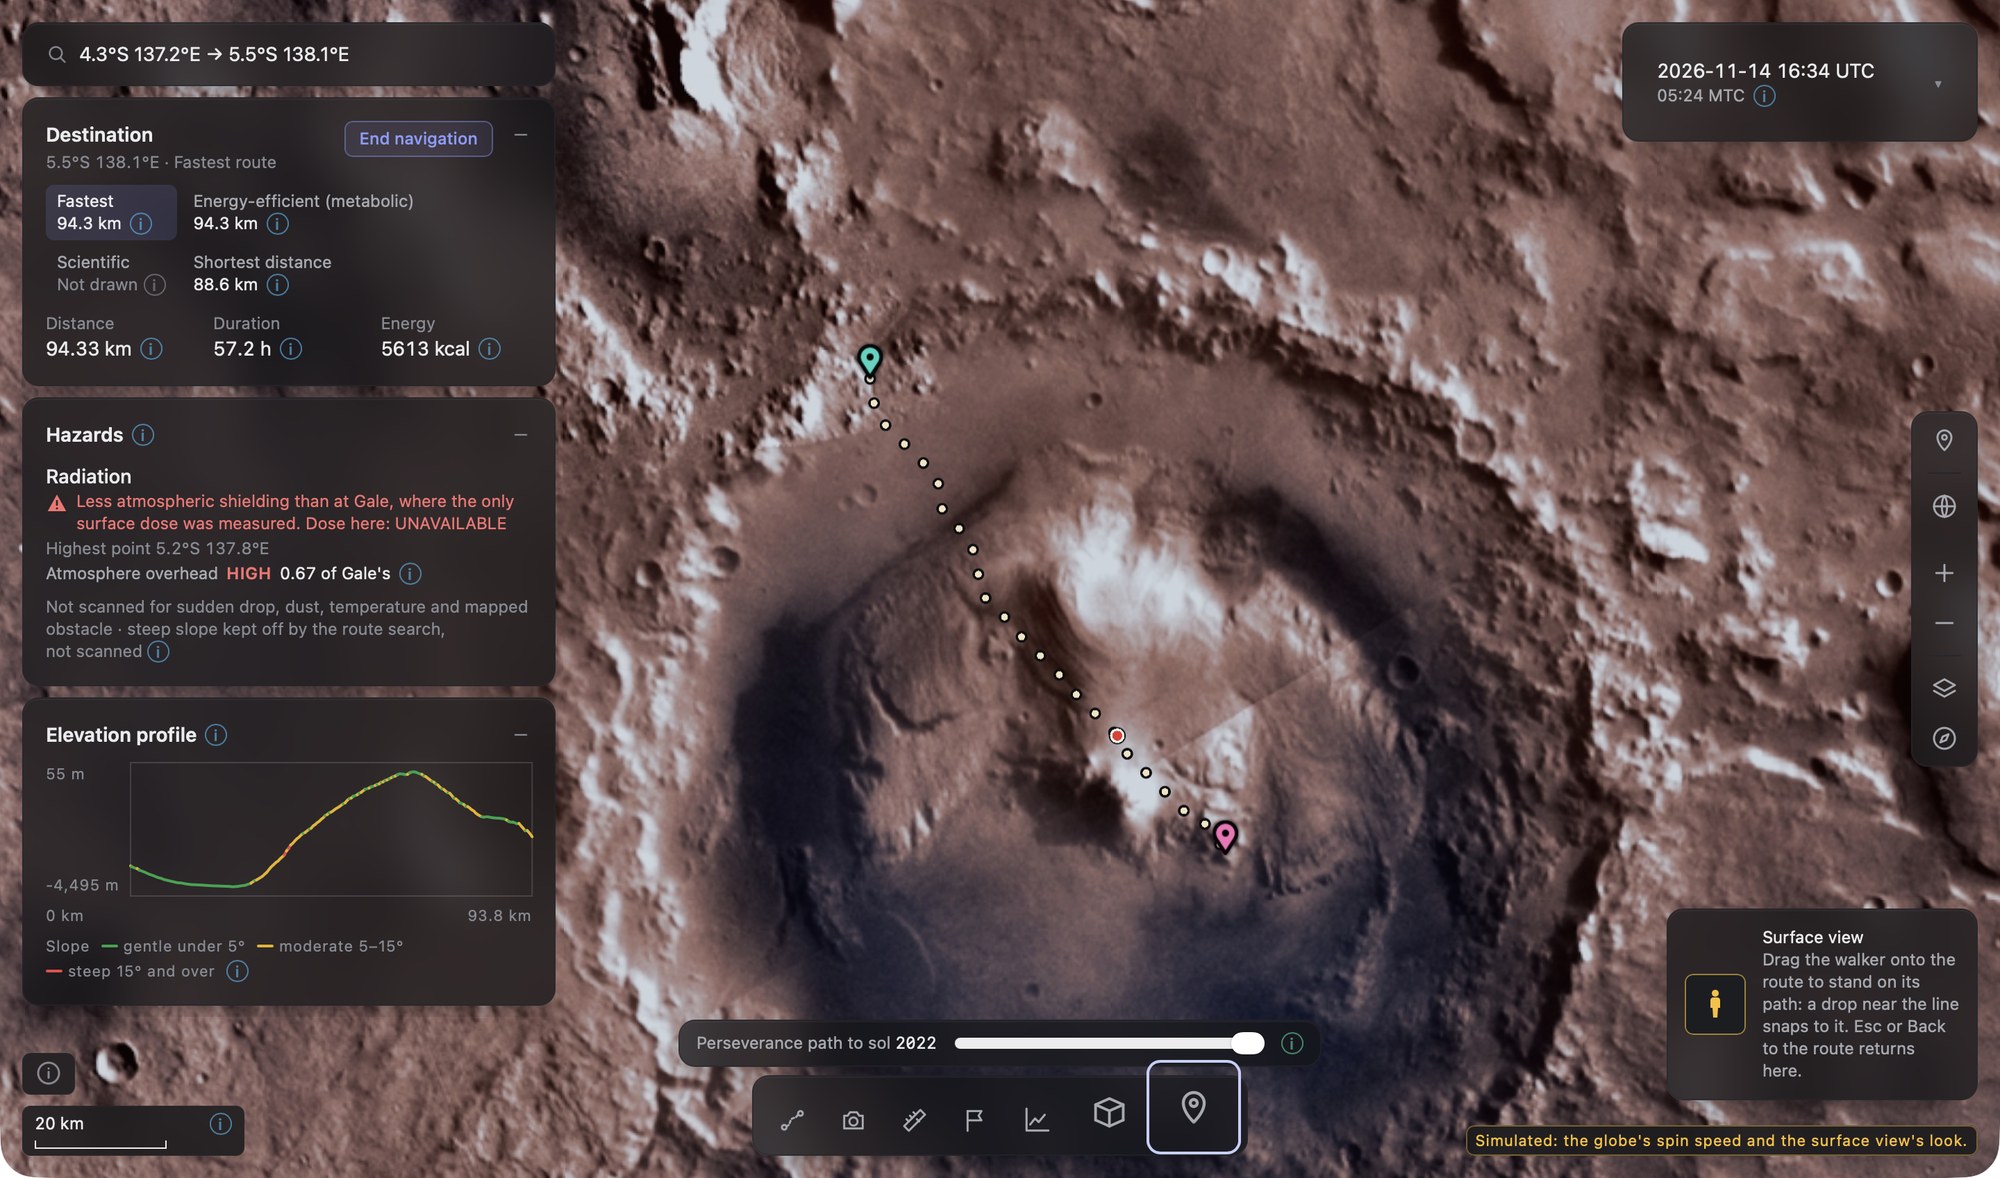 4.3°S 137.2°E → 5.5°S 138.1°E
Destination
End navigation
5.5°S 138.1°E · Fastest route
Fastest
94.3 km
Energy-efficient (metabolic)
94.3 km
Scientific
Not drawn
Shortest distance
88.6 km
Distance
94.33 km
Duration
57.2 h
Energy
5613 kcal
Hazards
Radiation
Less atmospheric shielding than at Gale, where the only
surface dose was measured. Dose here: UNAVAILABLE
Highest point 5.2°S 137.8°E
Atmosphere overhead HIGH 0.67 of Gale's
Not scanned for sudden drop, dust, temperature and mapped
obstacle · steep slope kept off by the route search,
not scanned
Elevation profile
55 m
-4,495 m
0 km
93.8 km
Slope gentle under 5° moderate 5–15°
steep 15° and over
20 km
2026-11-14 16:34 UTC
05:24 MTC
Perseverance path to sol 2022
Surface view
Drag the walker onto the
route to stand on its
path: a drop near the line
snaps to it. Esc or Back
to the route returns
here.
Simulated: the globe's spin speed and the surface view's look.